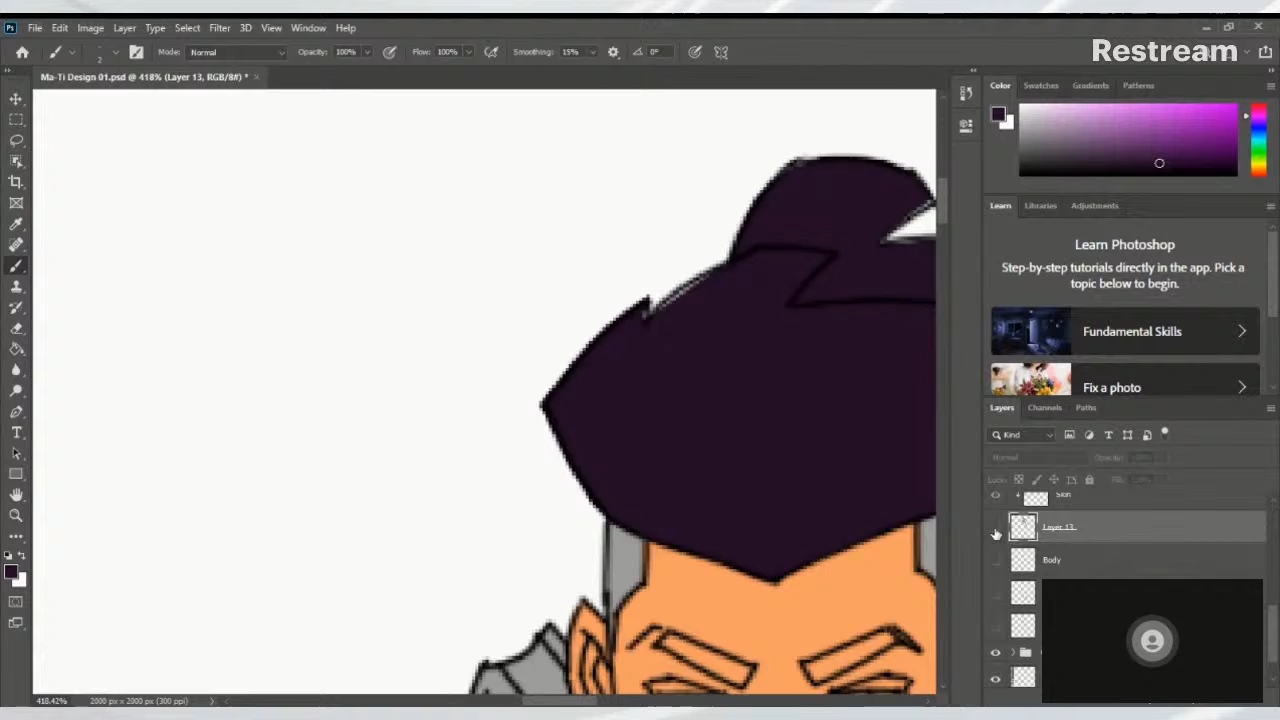 File Edit Image Layer Type Select Filter 3D View Window Help
Restream
2 Mode: Normal Opacity: 100% Flow: 100% Smoothing: 15% 0°
Ma-Ti Design 01.psd @ 418% (Layer 13, RGB/8#) *
Color Swatches Gradients Patterns
Learn Libraries Adjustments
Learn Photoshop
Step-by-step tutorials directly in the app. Pick a
topic below to begin.
Fundamental Skills
Fix a photo
Layers Channels Paths
Kind
Normal Opacity:
Lock: Fill:
Skin
Layer 13
Body
418.42% 2000 px x 2000 px (300 ppi)